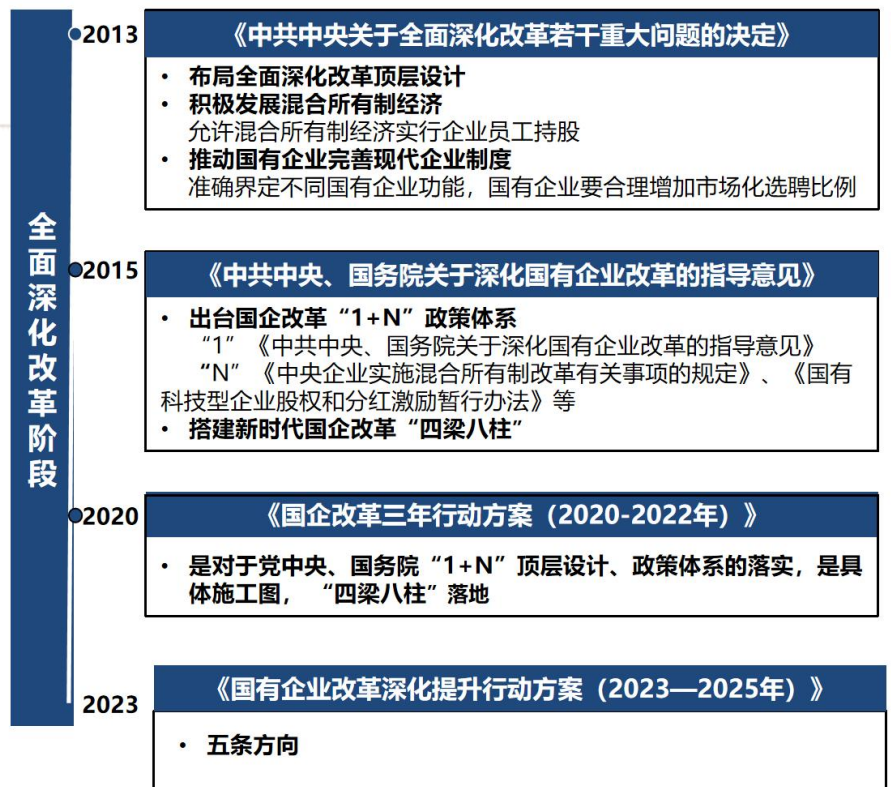 全面深化改革阶段
2013
《中共中央关于全面深化改革若干重大问题的决定》
• 布局全面深化改革顶层设计
• 积极发展混合所有制经济
允许混合所有制经济实行企业员工持股
• 推动国有企业完善现代企业制度
准确界定不同国有企业功能，国有企业要合理增加市场化选聘比例
2015
《中共中央、国务院关于深化国有企业改革的指导意见》
• 出台国企改革“1+N”政策体系
“1”《中共中央、国务院关于深化国有企业改革的指导意见》
“N”《中央企业实施混合所有制改革有关事项的规定》、《国有
科技型企业股权和分红激励暂行办法》等
• 搭建新时代国企改革“四梁八柱”
2020
《国企改革三年行动方案（2020-2022年）》
• 是对于党中央、国务院“1+N”顶层设计、政策体系的落实，是具
体施工图， “四梁八柱”落地
2023
《国有企业改革深化提升行动方案（2023—2025年）》
• 五条方向